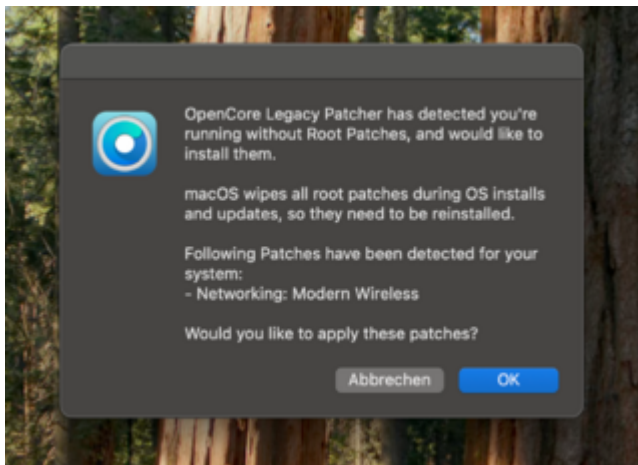 OpenCore Legacy Patcher has detected you're
running without Root Patches, and would like to
install them.
macOS wipes all root patches during OS installs
and updates, so they need to be reinstalled.
Following Patches have been detected for your
system:
- Networking: Modern Wireless
Would you like to apply these patches?
Abbrechen OK